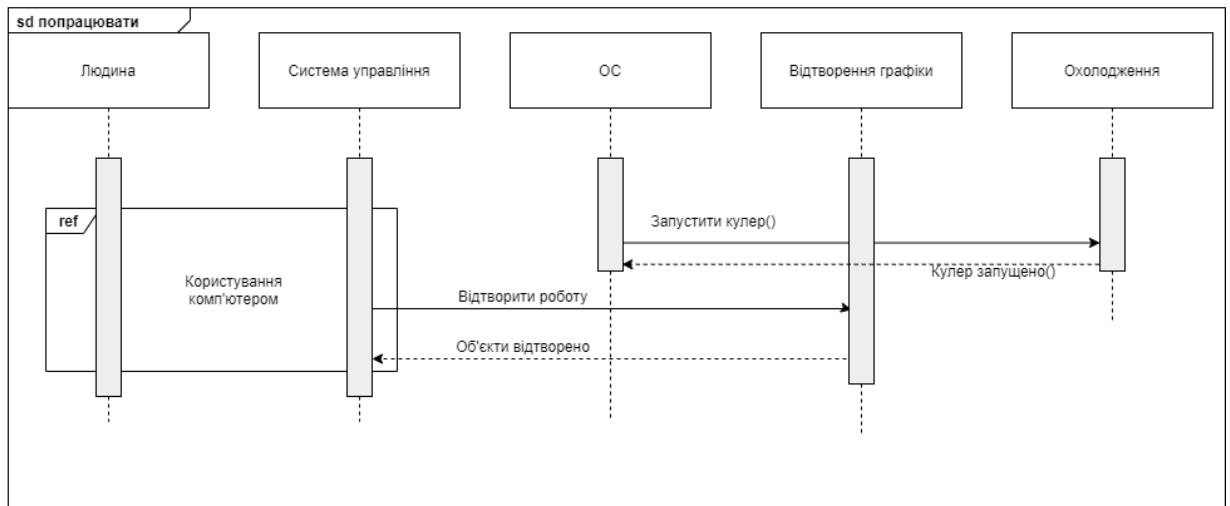 sd попрацювати
Людина
Система управління
ОС
Відтворення графіки
Охолодження
ref
Запустити кулер()
Кулер запущено()
Користування
комп'ютером
Відтворити роботу
Об'єкти відтворено